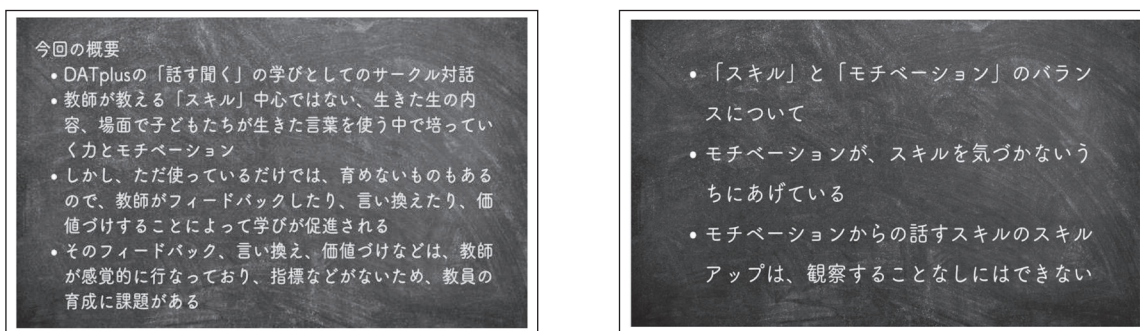 今回の概要
• DATplusの「話す聞く」の学びとしてのサークル対話
• 教師が教える「スキル」中心ではない、生きた生の内
容、場面で子どもたちが生きた言葉を使う中で培ってい
く力とモチベーション
• しかし、ただ使っているだけでは、育めないものもある
ので、教師がフィードバックしたり、言い換えたり、価
値づけすることによって学びが促進される
• そのフィードバック、言い換え、価値づけなどは、教師
が感覚的に行なっており、指標などがないため、教員の
育成に課題がある
• 「スキル」と「モチベーション」のバラン
スについて
• モチベーションが、スキルを気づかないう
ちにあげている
• モチベーションからの話すスキルのスキル
アップは、観察することなしにはできない